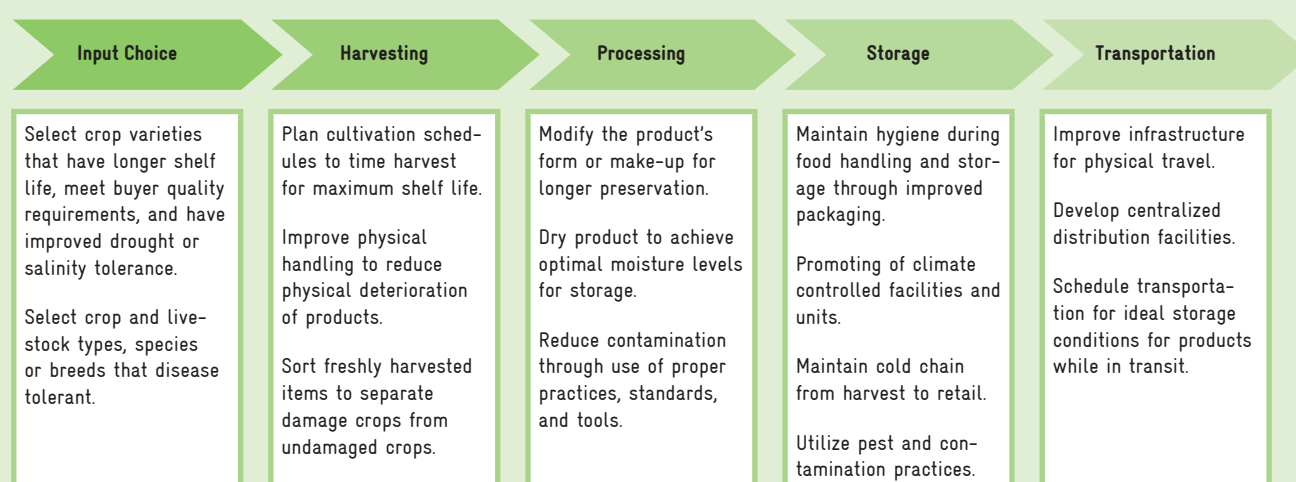 Input Choice
Harvesting
Processing
Storage
Transportation
Select crop varieties
that have longer shelf
life, meet buyer quality
requirements, and have
improved drought or
salinity tolerance.
Select crop and live-
stock types, species
or breeds that disease
tolerant.
Plan cultivation sched-
ules to time harvest
for maximum shelf life.
Improve physical
handling to reduce
physical deterioration
of products.
Sort freshly harvested
items to separate
damage crops from
undamaged crops.
Modify the product's
form or make-up for
longer preservation.
Dry product to achieve
optimal moisture levels
for storage.
Reduce contamination
through use of proper
practices, standards,
and tools.
Maintain hygiene during
food handling and stor-
age through improved
packaging.
Promoting of climate
controlled facilities and
units.
Maintain cold chain
from harvest to retail.
Utilize pest and con-
tamination practices.
Improve infrastructure
for physical travel.
Develop centralized
distribution facilities.
Schedule transporta-
tion for ideal storage
conditions for products
while in transit.